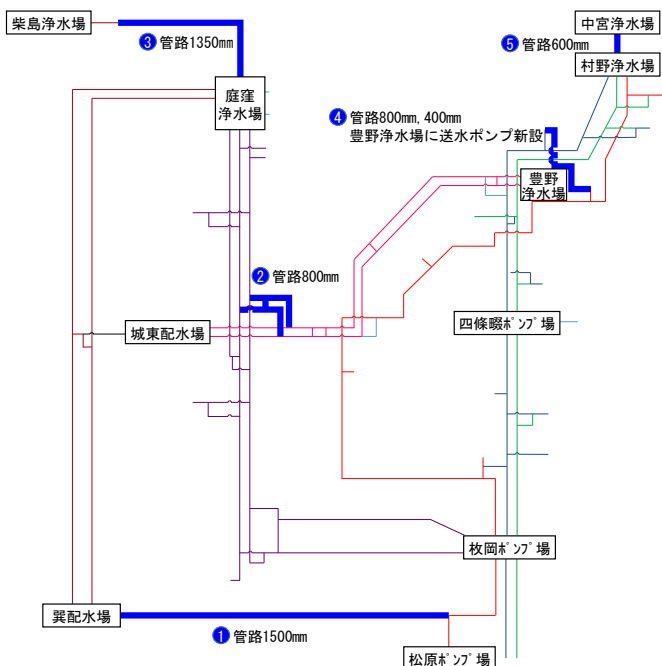 柴島浄水場
③ 管路1350mm
庭窪
浄水場
中宮浄水場
⑤ 管路600mm
村野浄水場
④ 管路800mm, 400mm
豊野浄水場に送水ポンプ新設
豊野
浄水場
② 管路800mm
城東配水場
四條畷ポンプ場
枚岡ポンプ場
巽配水場
① 管路1500mm
松原ポンプ場